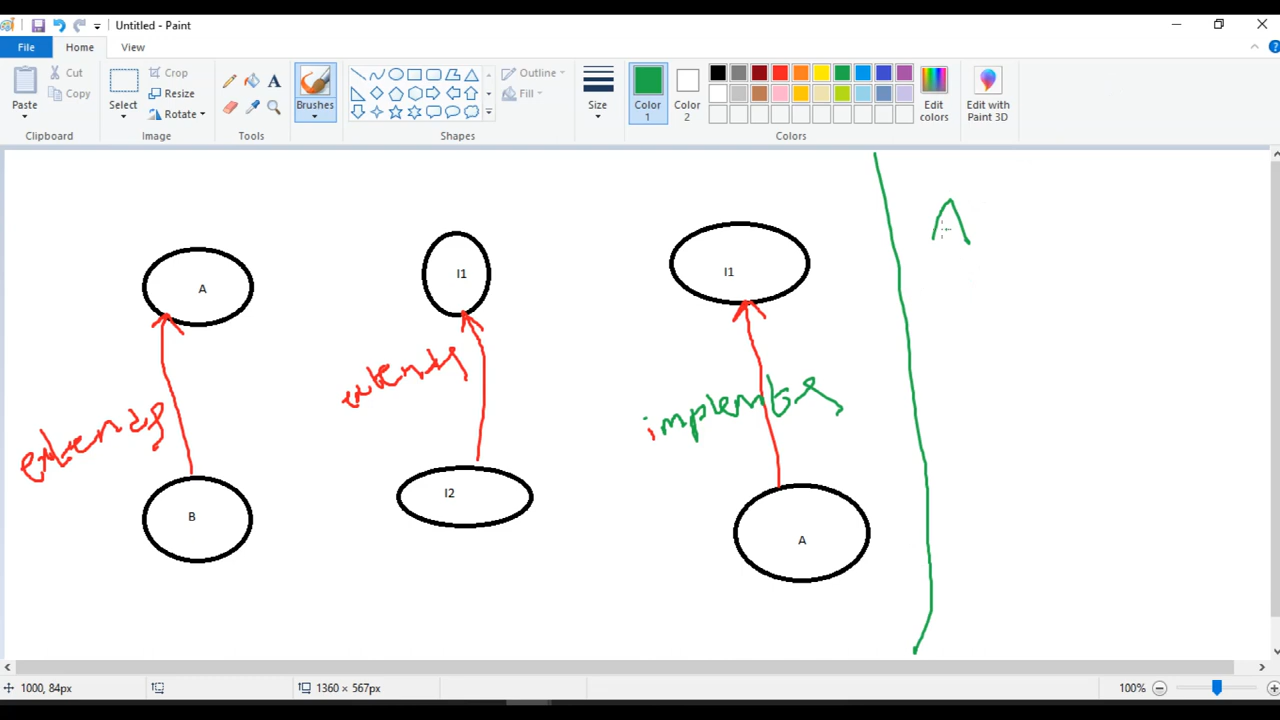 Untitled - Paint
File
Home
View
Paste
Cut
Copy
Clipboard
Select
Crop
Resize
Rotate
Image
A
Tools
Brushes
Shapes
Outline
Fill
Size
Color 1
Color 2
Colors
Edit colors
Edit with Paint 3D
A
I1
I1
extends
extends
B
I2
A
1000, 84px
1360 × 567px
100%